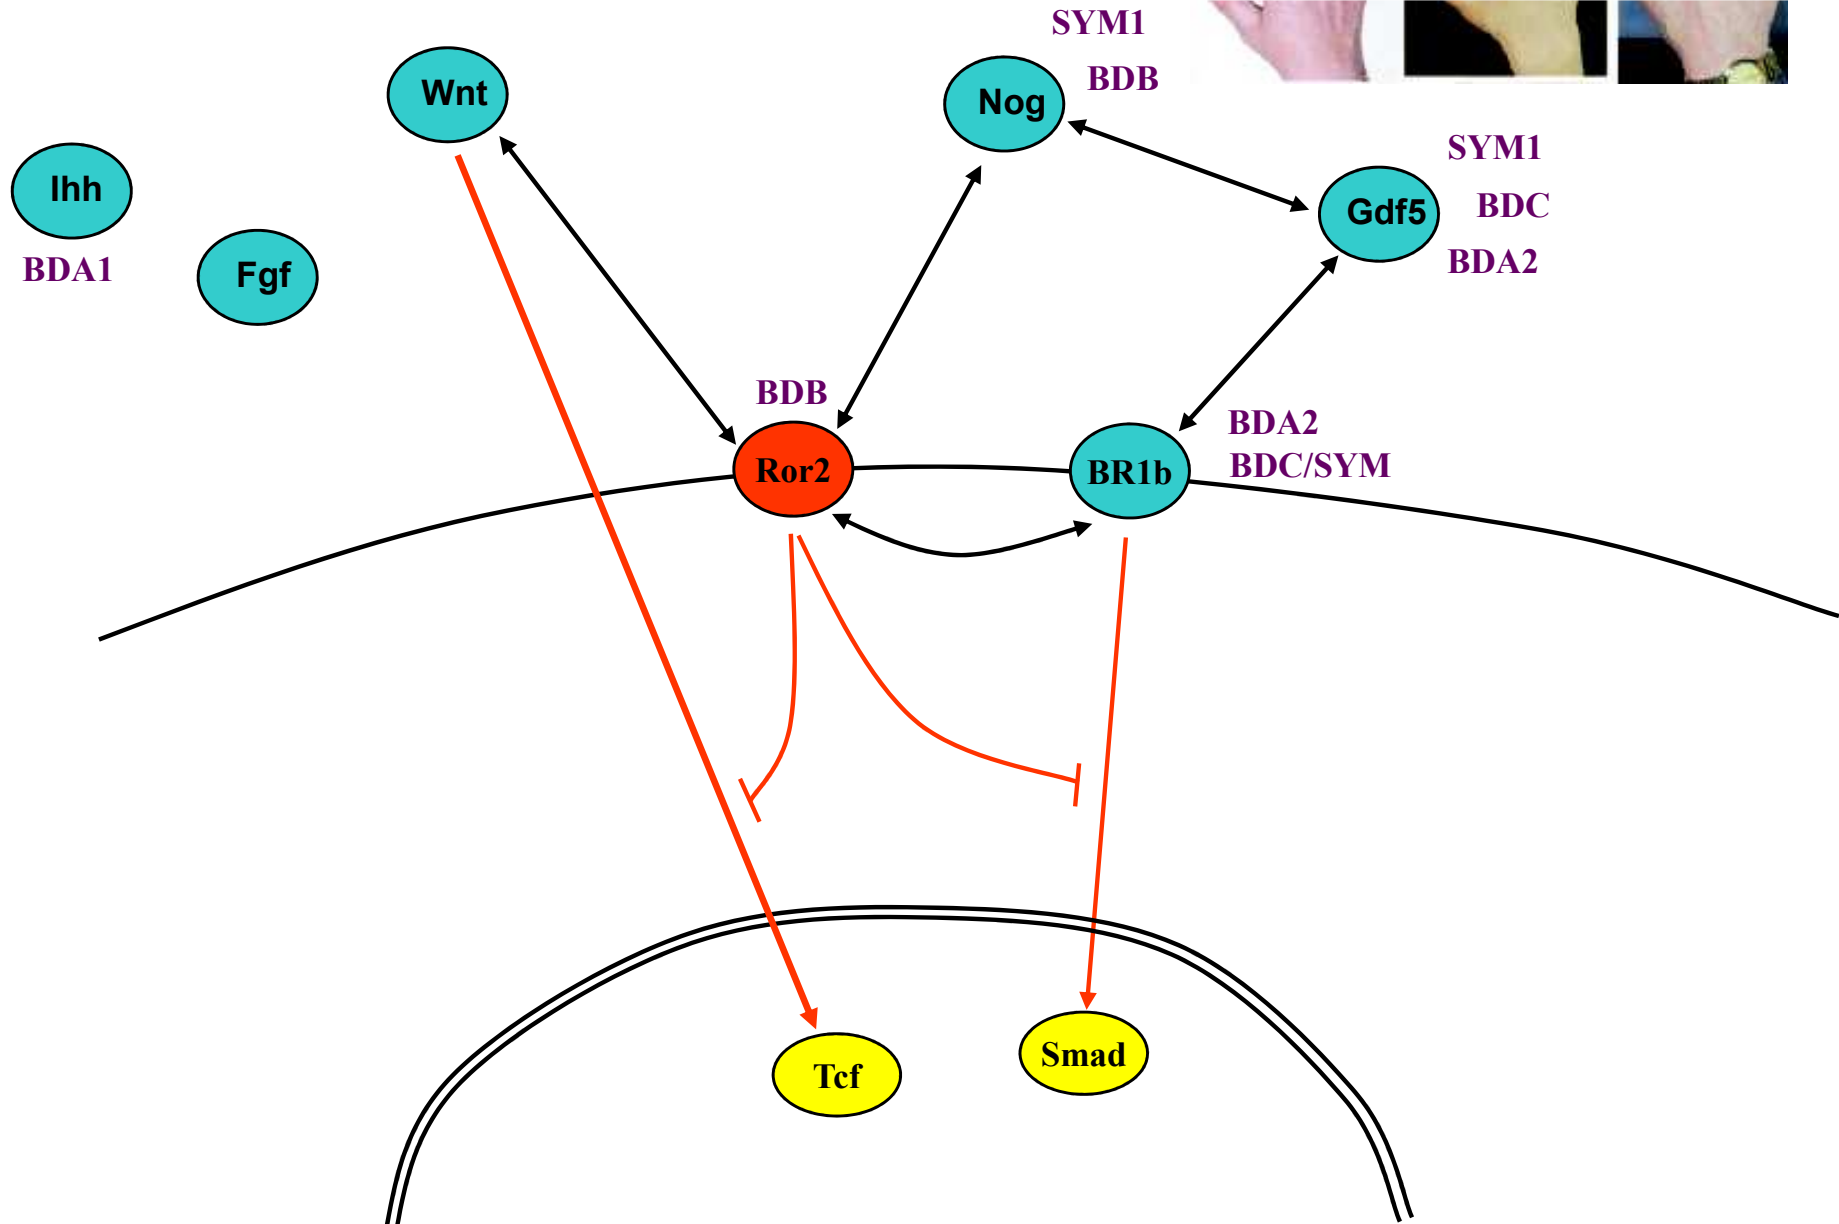 SYM1
BDB
Wnt
Nog
SYM1
BDC
BDA2
Gdf5
Ihh
BDA1
Fgf
BDB
Ror2
BR1b
BDA2
BDC/SYM
Tcf
Smad